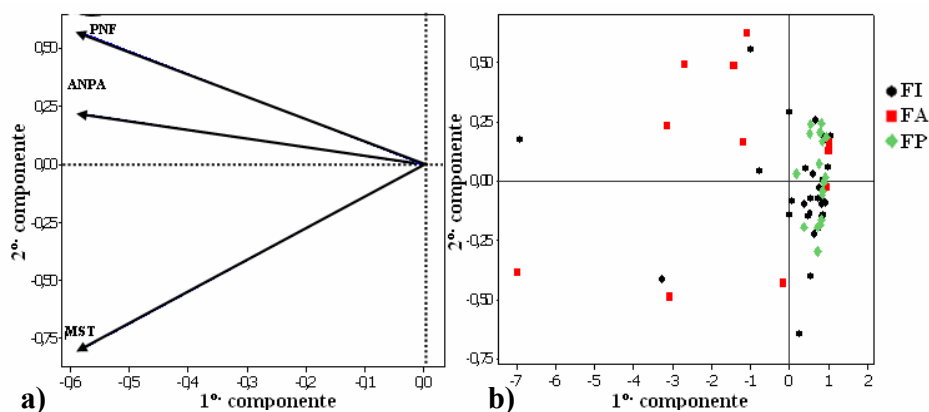 PNF
0,50
ANPA
0,25
0,00
-0,25
-0,50
MST
-0,75
2º. componente
-0,6 -0,5 -0,4 -0,3 -0,2 -0,1 0,0
a) 1º. componente
0,50
0,25
0,00
-0,25
-0,50
-0,75
2º. componente
-7 -6 -5 -4 -3 -2 -1 0 1 2
b) 1º. componente
FI
FA
FP